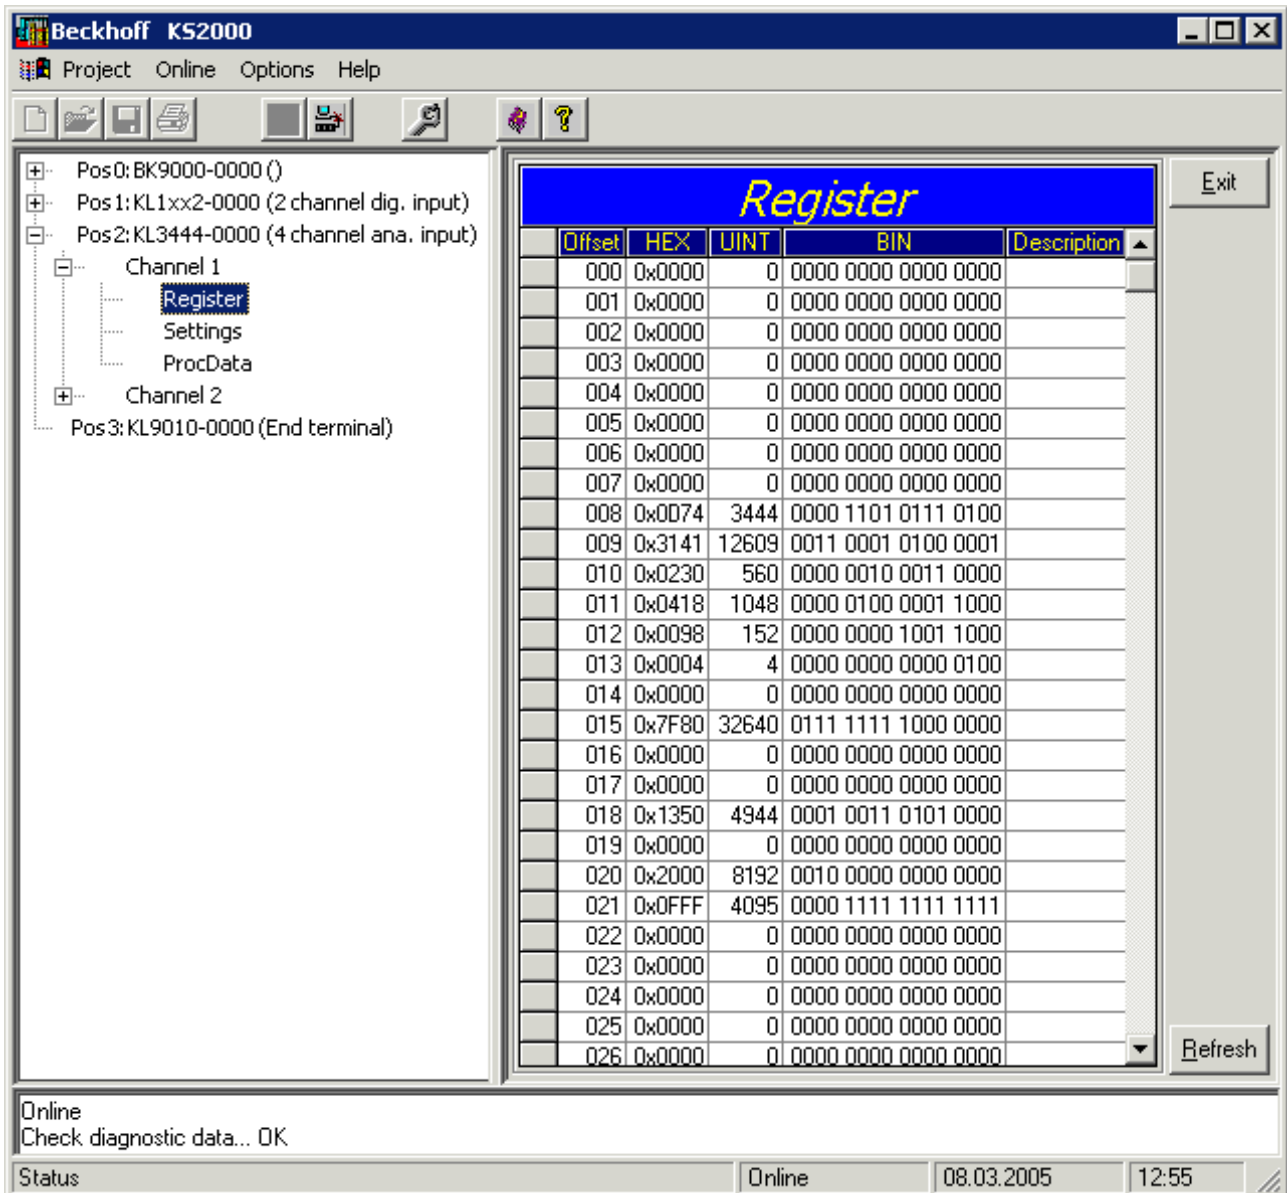 Beckhoff KS2000
Project Online Options Help
Pos0: BK9000-0000 ()
Pos1: KL1xx2-0000 (2 channel dig. input)
Pos2: KL3444-0000 (4 channel ana. input)
Channel 1
Register
Settings
ProcData
Channel 2
Pos3: KL9010-0000 (End terminal)
Register
Offset HEX UINT BIN Description
000 0x0000 0 0000 0000 0000 0000
001 0x0000 0 0000 0000 0000 0000
002 0x0000 0 0000 0000 0000 0000
003 0x0000 0 0000 0000 0000 0000
004 0x0000 0 0000 0000 0000 0000
005 0x0000 0 0000 0000 0000 0000
006 0x0000 0 0000 0000 0000 0000
007 0x0000 0 0000 0000 0000 0000
008 0x0D74 3444 0000 1101 0111 0100
009 0x3141 12609 0011 0001 0100 0001
010 0x0230 560 0000 0010 0011 0000
011 0x0418 1048 0000 0100 0001 1000
012 0x0098 152 0000 0000 1001 1000
013 0x0004 4 0000 0000 0000 0100
014 0x0000 0 0000 0000 0000 0000
015 0x7F80 32640 0111 1111 1000 0000
016 0x0000 0 0000 0000 0000 0000
017 0x0000 0 0000 0000 0000 0000
018 0x1350 4944 0001 0011 0101 0000
019 0x0000 0 0000 0000 0000 0000
020 0x2000 8192 0010 0000 0000 0000
021 0x0FFF 4095 0000 1111 1111 1111
022 0x0000 0 0000 0000 0000 0000
023 0x0000 0 0000 0000 0000 0000
024 0x0000 0 0000 0000 0000 0000
025 0x0000 0 0000 0000 0000 0000
026 0x0000 0 0000 0000 0000 0000
Exit
Refresh
Online
Check diagnostic data... OK
Status Online 08.03.2005 12:55